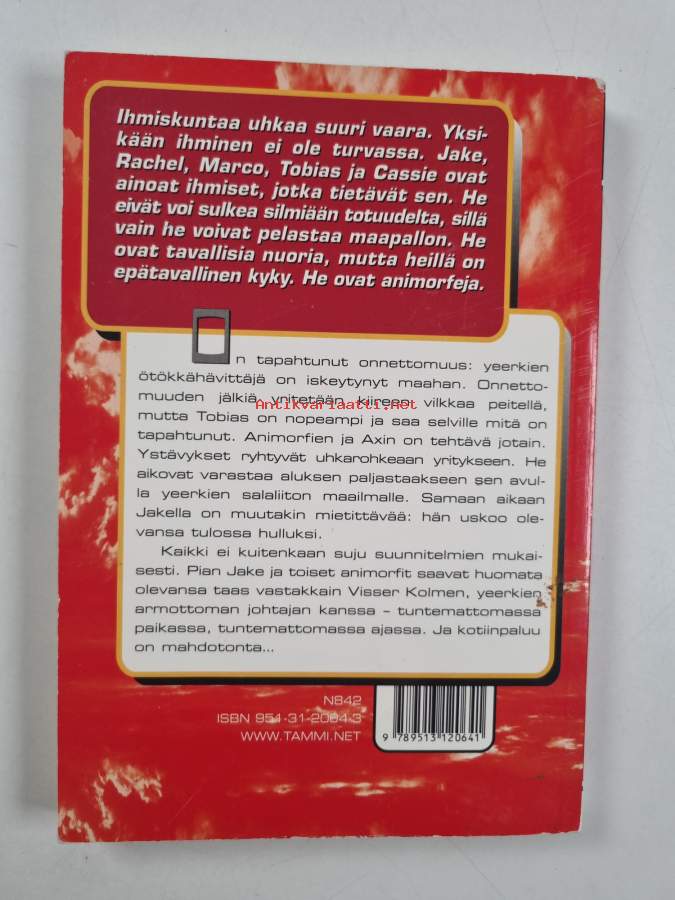 Ihmiskuntaa uhkaa suuri vaara. Yksi-
kään ihminen ei ole turvassa. Jake,
Rachel, Marco, Tobias ja Cassie ovat
ainoat ihmiset, jotka tietävät sen. He
eivät voi sulkea silmiään totuudelta, sillä
vain he voivat pelastaa maapallon. He
ovat tavallisia nuoria, mutta heillä on
epätavallinen kyky. He ovat animorfeja.
On tapahtunut onnettomuus: yeerkien
ötökkähävittäjä on iskeytynyt maahan. Onnetto-
muuden jälkiä yritetään kiireen vilkkaa peitellä,
Antikvariaatti.net
mutta Tobias on nopeampi ja saa selville mitä on
tapahtunut. Animorfien ja Axin on tehtävä jotain.
Ystävykset ryhtyvät uhkarohkeaan yritykseen. He
aikovat varastaa aluksen paljastaakseen sen avul-
la yeerkien salaliiton maailmalle. Samaan aikaan
Jakella on muutakin mietittävää: hän uskoo ole-
vansa tulossa hulluksi.
Kaikki ei kuitenkaan suju suunnitelmien mukai-
sesti. Pian Jake ja toiset animorfit saavat huomata
olevansa taas vastakkain Visser Kolmen, yeerkien
armottoman johtajan kanssa – tuntemattomassa
paikassa, tuntemattomassa ajassa. Ja kotiinpaluu
on mahdotonta...
N842
ISBN 951-31-2064-3
WWW.TAMMI.NET
9 789513 120641